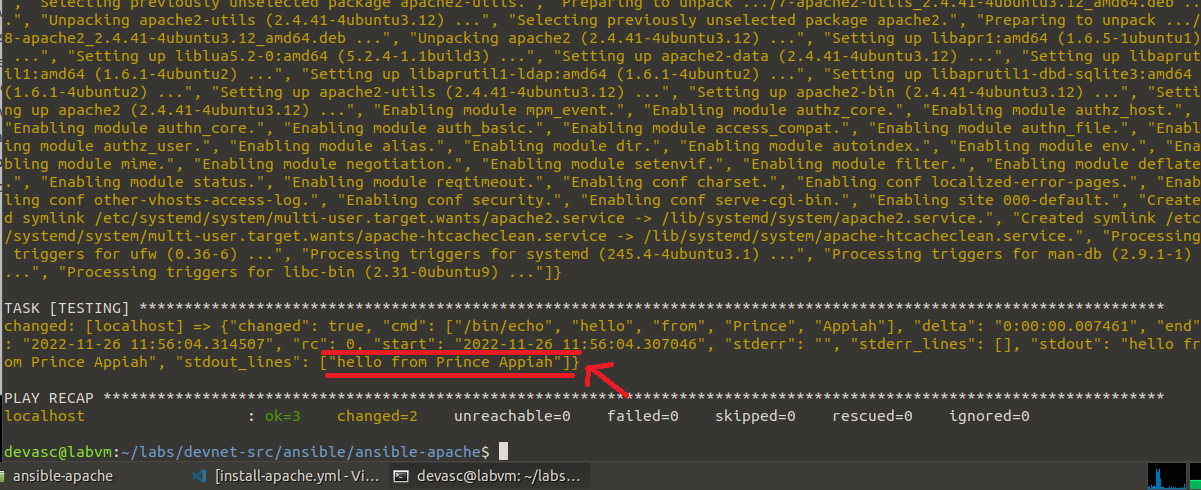 ", "Selecting previously unselected package apache2-utils.", "Preparing to unpack .../7-apache2-utils_2.4.41-4ubuntu3.12_amd64.deb ..
.", "Unpacking apache2-utils (2.4.41-4ubuntu3.12) ...", "Selecting previously unselected package apache2.", "Preparing to unpack .../
8-apache2_2.4.41-4ubuntu3.12_amd64.deb ...", "Unpacking apache2 (2.4.41-4ubuntu3.12) ...", "Setting up libapr1:amd64 (1.6.5-1ubuntu1)
 ...", "Setting up liblua5.2-0:amd64 (5.2.4-1.1build3) ...", "Setting up apache2-data (2.4.41-4ubuntu3.12) ...", "Setting up libaprut
il1:amd64 (1.6.1-4ubuntu2) ...", "Setting up libaprutil1-ldap:amd64 (1.6.1-4ubuntu2) ...", "Setting up libaprutil1-dbd-sqlite3:amd64
(1.6.1-4ubuntu2) ...", "Setting up apache2-utils (2.4.41-4ubuntu3.12) ...", "Setting up apache2-bin (2.4.41-4ubuntu3.12) ...", "Setti
ng up apache2 (2.4.41-4ubuntu3.12) ...", "Enabling module mpm_event.", "Enabling module authz_core.", "Enabling module authz_host.",
"Enabling module authn_core.", "Enabling module auth_basic.", "Enabling module access_compat.", "Enabling module authn_file.", "Enabl
ing module authz_user.", "Enabling module alias.", "Enabling module dir.", "Enabling module autoindex.", "Enabling module env.", "Ena
bling module mime.", "Enabling module negotiation.", "Enabling module setenvif.", "Enabling module filter.", "Enabling module deflate
.", "Enabling module status.", "Enabling module reqtimeout.", "Enabling conf charset.", "Enabling conf localized-error-pages.", "Enab
ling conf other-vhosts-access-log.", "Enabling conf security.", "Enabling conf serve-cgi-bin.", "Enabling site 000-default.", "Create
d symlink /etc/systemd/system/multi-user.target.wants/apache2.service -> /lib/systemd/system/apache2.service.", "Created symlink /etc
/systemd/system/multi-user.target.wants/apache-htcacheclean.service -> /lib/systemd/system/apache-htcacheclean.service.", "Processing
 triggers for ufw (0.36-6) ...", "Processing triggers for systemd (245.4-4ubuntu3.1) ...", "Processing triggers for man-db (2.9.1-1)
...", "Processing triggers for libc-bin (2.31-0ubuntu9) ..."]}
TASK [TESTING] ******************************************************************************************************************
changed: [localhost] => {"changed": true, "cmd": ["/bin/echo", "hello", "from", "Prince", "Appiah"], "delta": "0:00:00.007461", "end"
: "2022-11-26 11:56:04.314507", "rc": 0, "start": "2022-11-26 11:56:04.307046", "stderr": "", "stderr_lines": [], "stdout": "hello fr
om Prince Appiah", "stdout_lines": ["hello from Prince Appiah"]}
PLAY RECAP **********************************************************************************************************************
localhost : ok=3 changed=2 unreachable=0 failed=0 skipped=0 rescued=0 ignored=0
devasc@labvm:~/labs/devnet-src/ansible/ansible-apache$
ansible-apache [install-apache.yml - Vi... devasc@labvm: ~/labs...